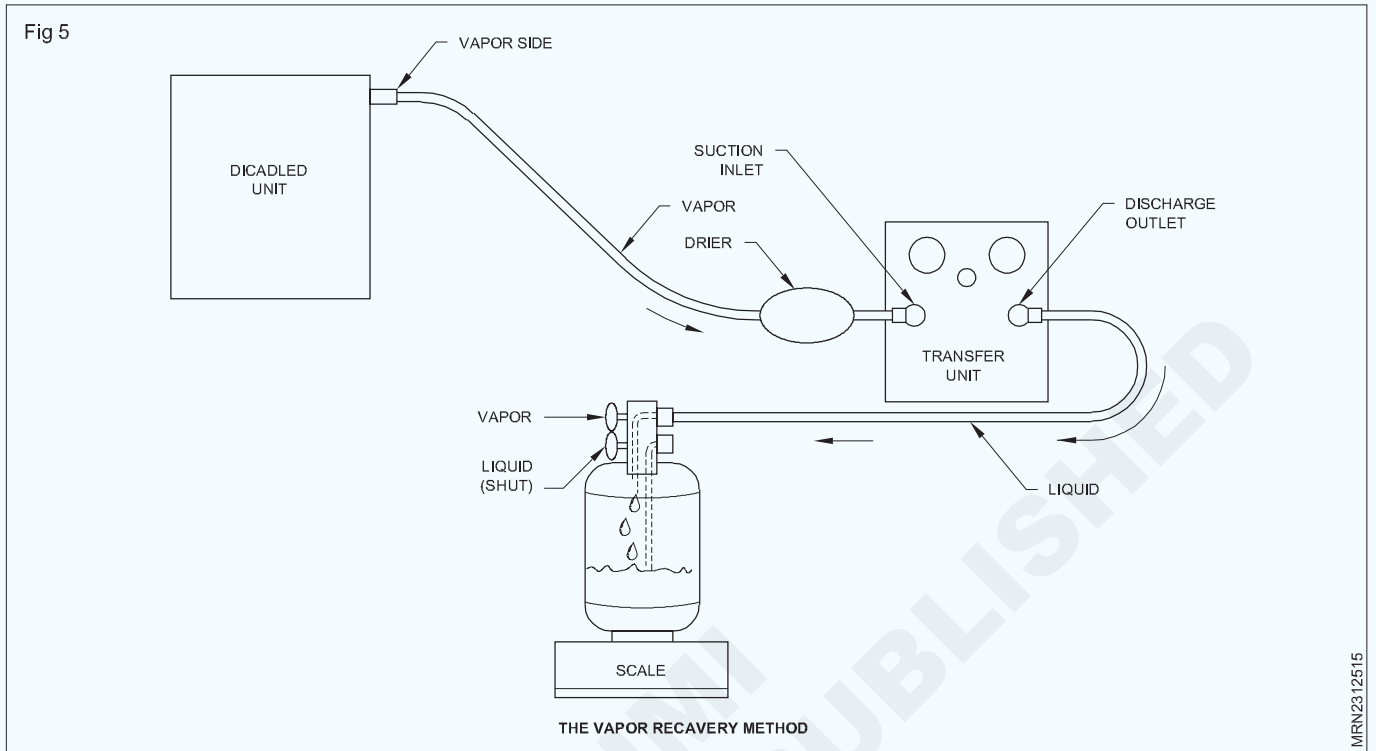 Fig 5
VAPOR SIDE
DICADLED
UNIT
SUCTION
INLET
VAPOR
DRIER
DISCHARGE
OUTLET
TRANSFER
UNIT
VAPOR
LIQUID
(SHUT)
LIQUID
SCALE
THE VAPOR RECAVERY METHOD
MRN2312515